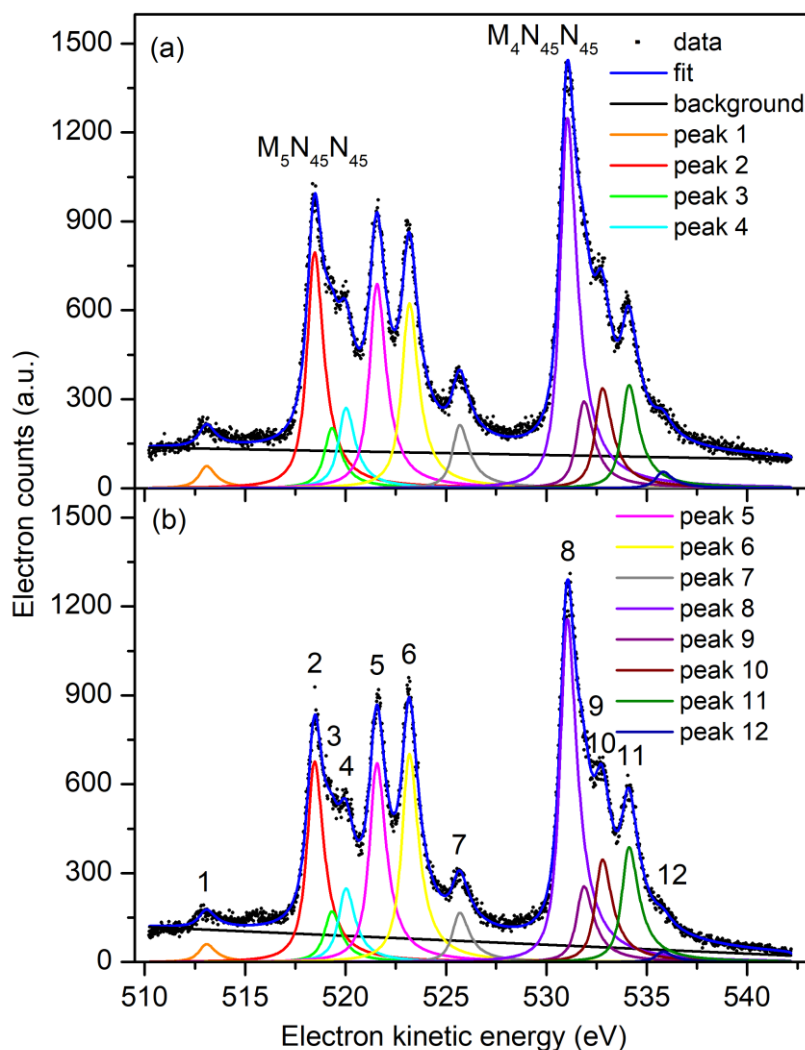 (a)
M₄N₄₅N₄₅
M₅N₄₅N₄₅
data
fit
background
peak 1
peak 2
peak 3
peak 4
1500
1200
900
600
300
0
Electron counts (a.u.)
(b)
peak 5
peak 6
peak 7
peak 8
peak 9
peak 10
peak 11
peak 12
1500
1200
900
600
300
0
1
2
3
4
5
6
7
8
9
10
11
12
510 515 520 525 530 535 540
Electron kinetic energy (eV)